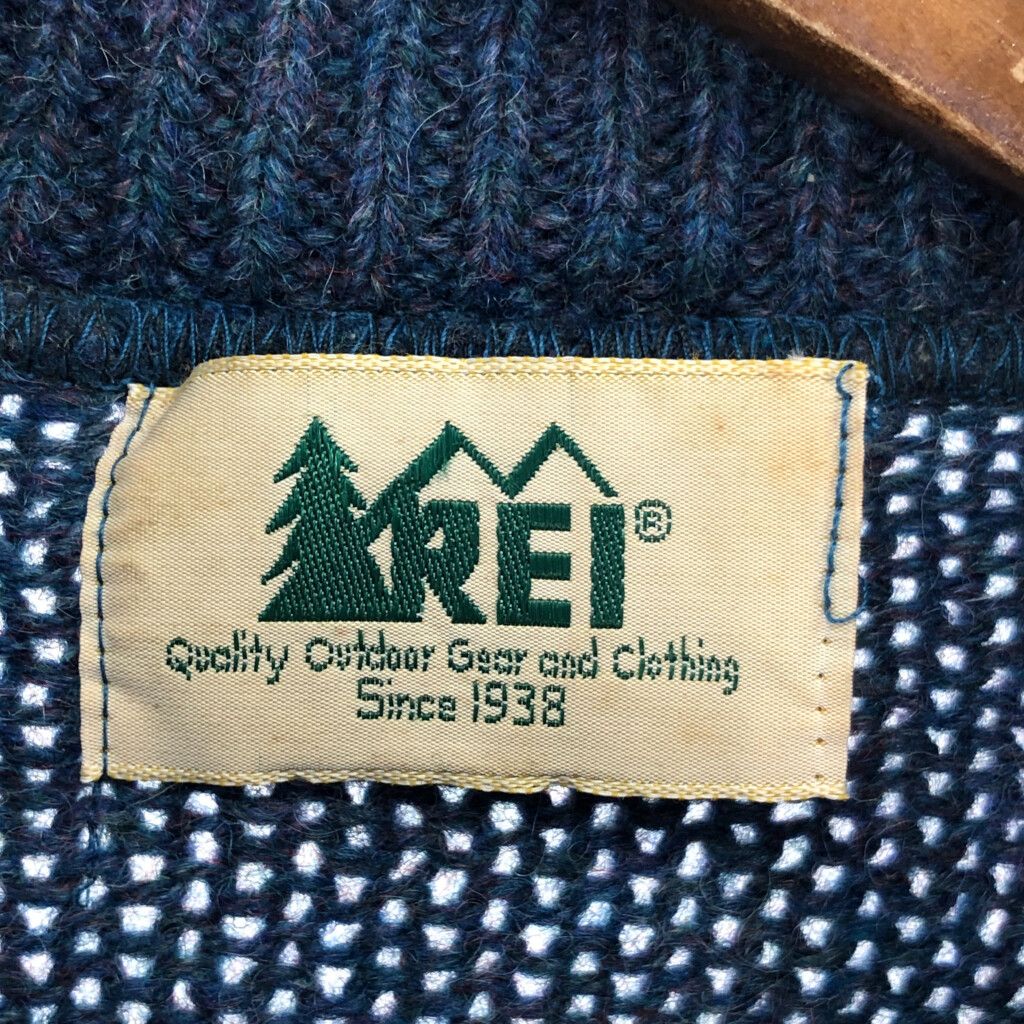 REI®
Quality Outdoor Gear and Clothing
Since 1938